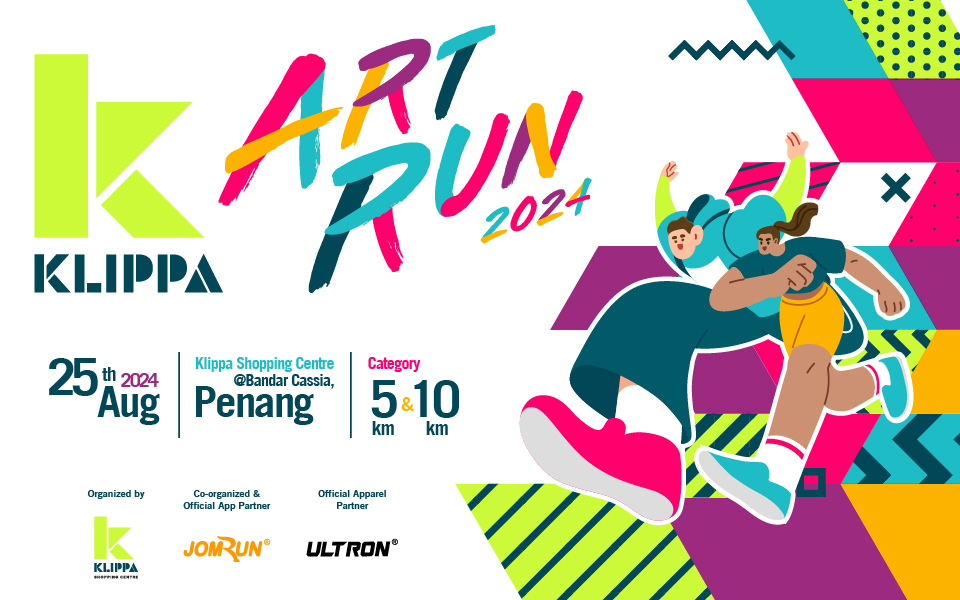 k
KLIPPA
ART
RUN
2024
25th 2024
Aug
Klippa Shopping Centre
@Bandar Cassia,
Penang
Category
5 & 10
km km
Organized by
k
KLIPPA
SHOPPING CENTRE
Co-organized &
Official App Partner
JOMRUN®
Official Apparel
Partner
ULTRON®